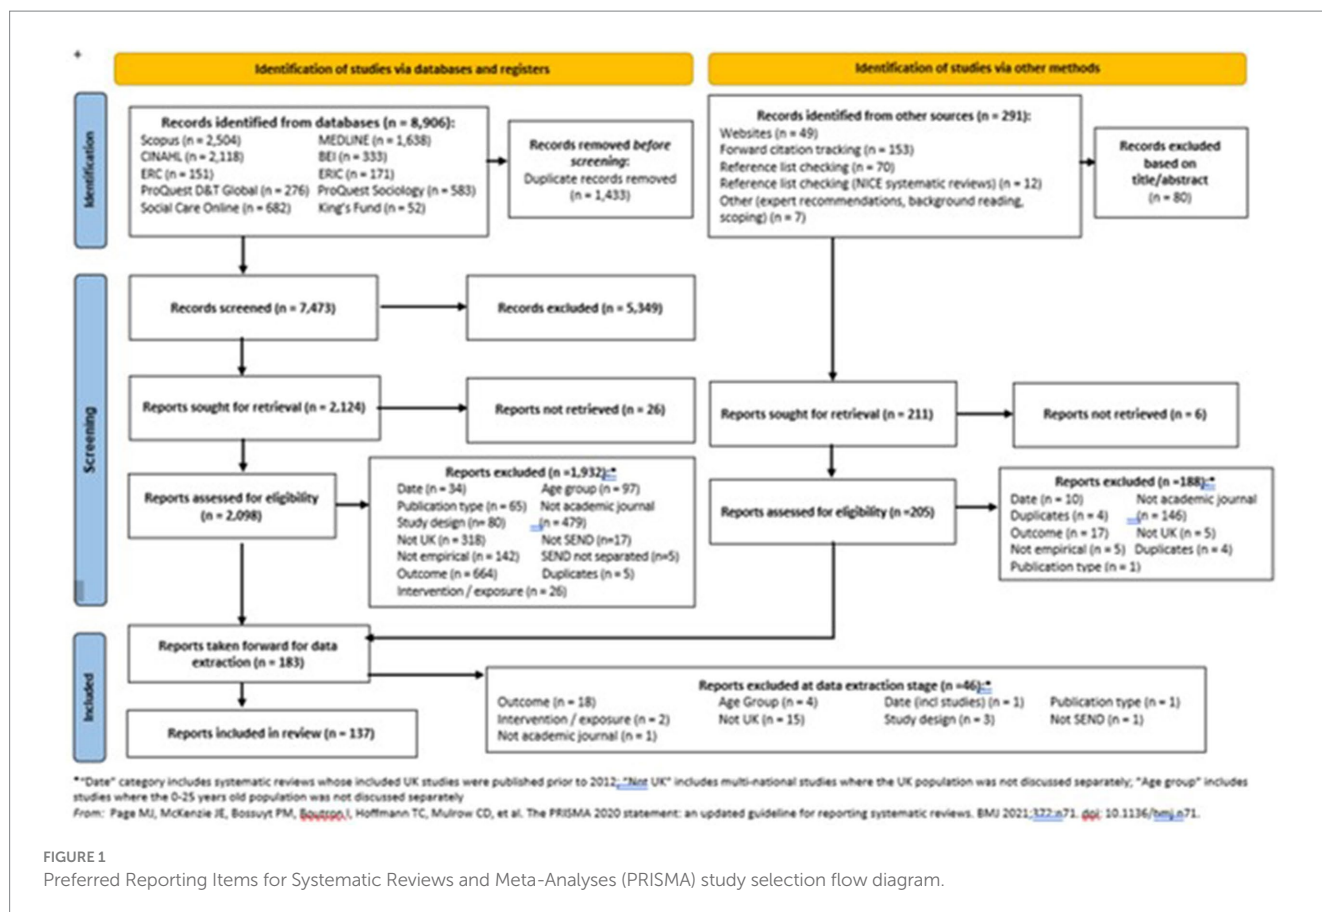 +
Identification of studies via databases and registers
Identification of studies via other methods
Identification
Records identified from databases (n = 8,906):
Scopus (n = 2,504) MEDLINE (n = 1,638)
CINAHL (n = 2,118) BEI (n = 333)
ERC (n = 151) ERIC (n = 171)
ProQuest D&T Global (n = 276) ProQuest Sociology (n = 583)
Social Care Online (n = 682) King's Fund (n = 52)
Records removed before
screening:
Duplicate records removed
(n = 1,433)
Records identified from other sources (n = 291):
Websites (n = 49)
Forward citation tracking (n = 153)
Reference list checking (n = 70)
Reference list checking (NICE systematic reviews) (n = 12)
Other (expert recommendations, background reading,
scoping) (n = 7)
Records excluded
based on
title/abstract
(n = 80)
Screening
Records screened (n = 7,473)
Records excluded (n = 5,349)
Reports sought for retrieval (n = 2,124)
Reports not retrieved (n = 26)
Reports sought for retrieval (n = 211)
Reports not retrieved (n = 6)
Reports assessed for eligibility
(n = 2,098)
Reports excluded (n =1,932):*
Date (n = 34) Age group (n = 97)
Publication type (n = 65) Not academic journal
Study design (n= 80) (n = 479)
Not UK (n = 318) Not SEND (n=17)
Not empirical (n = 142) SEND not separated (n=5)
Outcome (n = 664) Duplicates (n = 5)
Intervention / exposure (n = 26)
Reports assessed for eligibility (n =205)
Reports excluded (n =188):*
Date (n = 10) Not academic journal
Duplicates (n = 4) (n = 146)
Outcome (n = 17) Not UK (n = 5)
Not empirical (n = 5) Duplicates (n = 4)
Publication type (n = 1)
Included
Reports taken forward for data
extraction (n = 183)
Reports excluded at data extraction stage (n =46):*
Outcome (n = 18) Age Group (n = 4) Date (incl studies) (n = 1) Publication type (n = 1)
Intervention / exposure (n = 2) Not UK (n = 15) Study design (n = 3) Not SEND (n = 1)
Not academic journal (n = 1)
Reports included in review (n = 137)
*"Date" category includes systematic reviews whose included UK studies were published prior to 2012; "Not UK" includes multi-national studies where the UK population was not discussed separately; "Age group" includes
studies where the 0-25 years old population was not discussed separately
From: Page MJ, McKenzie JE, Bossuyt PM, Boutron I, Hoffmann TC, Mulrow CD, et al. The PRISMA 2020 statement: an updated guideline for reporting systematic reviews. BMJ 2021;372:n71. doi: 10.1136/bmj.n71.
FIGURE 1
Preferred Reporting Items for Systematic Reviews and Meta-Analyses (PRISMA) study selection flow diagram.